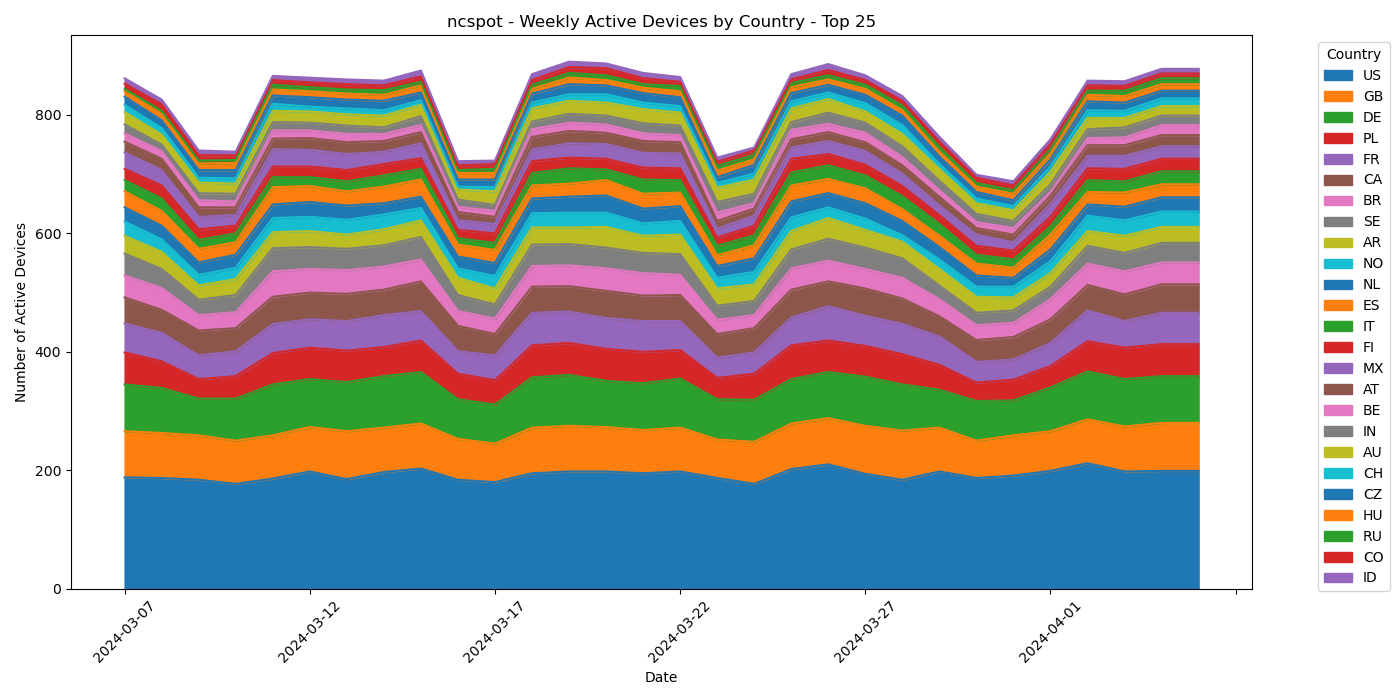 ncspot - Weekly Active Devices by Country - Top 25
Number of Active Devices
800
600
400
200
0
2024-03-07
2024-03-12
2024-03-17
2024-03-22
2024-03-27
2024-04-01
Date
Country
US
GB
DE
PL
FR
CA
BR
SE
AR
NO
NL
ES
IT
FI
MX
AT
BE
IN
AU
CH
CZ
HU
RU
CO
ID